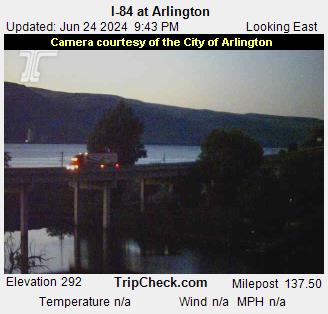 I-84 at Arlington
Updated: Jun 24 2024 9:43 PM Looking East
Camera courtesy of the City of Arlington
Elevation 292 TripCheck.com Milepost 137.50
Temperature n/a Wind n/a MPH n/a